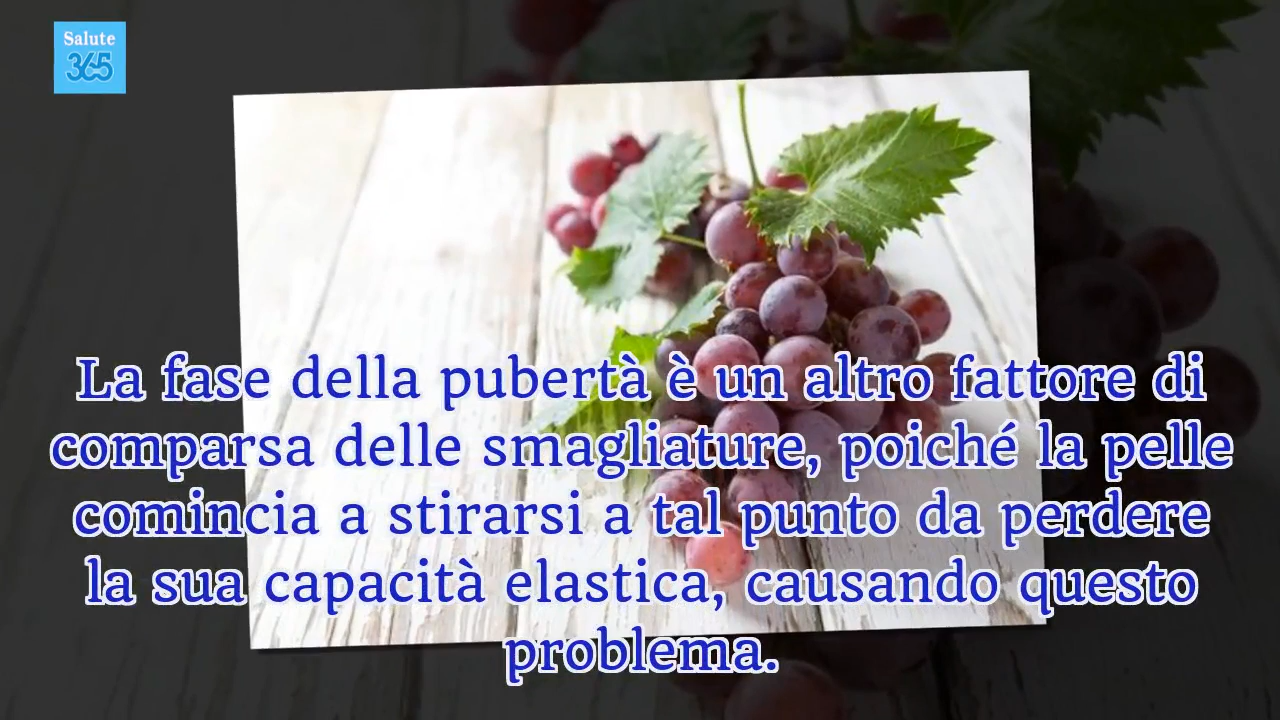 Salute
365
La fase della pubertà è un altro fattore di
comparsa delle smagliature, poiché la pelle
comincia a stirarsi a tal punto da perdere
la sua capacità elastica, causando questo
problema.